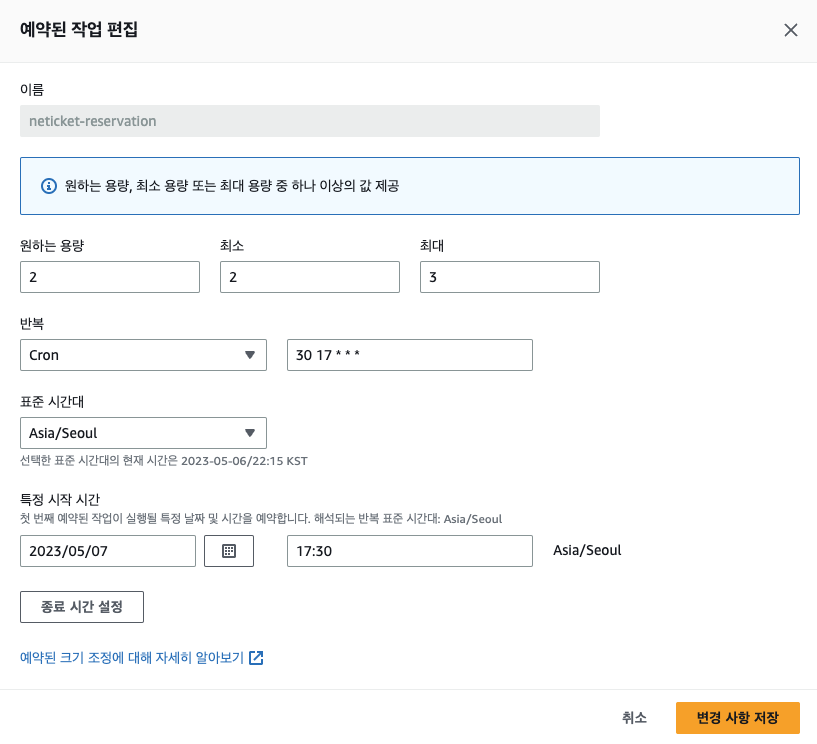 예약된 작업 편집
이름
neticket-reservation
원하는 용량, 최소 용량 또는 최대 용량 중 하나 이상의 값 제공
원하는 용량 최소 최대
2 2 3
반복
Cron 30 17 * * *
표준 시간대
Asia/Seoul
선택한 표준 시간대의 현재 시간은 2023-05-06/22:15 KST
특정 시작 시간
첫 번째 예약된 작업이 실행될 특정 날짜 및 시간을 예약합니다. 해석되는 반복 표준 시간대: Asia/Seoul
2023/05/07 17:30 Asia/Seoul
종료 시간 설정
예약된 크기 조정에 대해 자세히 알아보기
취소 변경 사항 저장